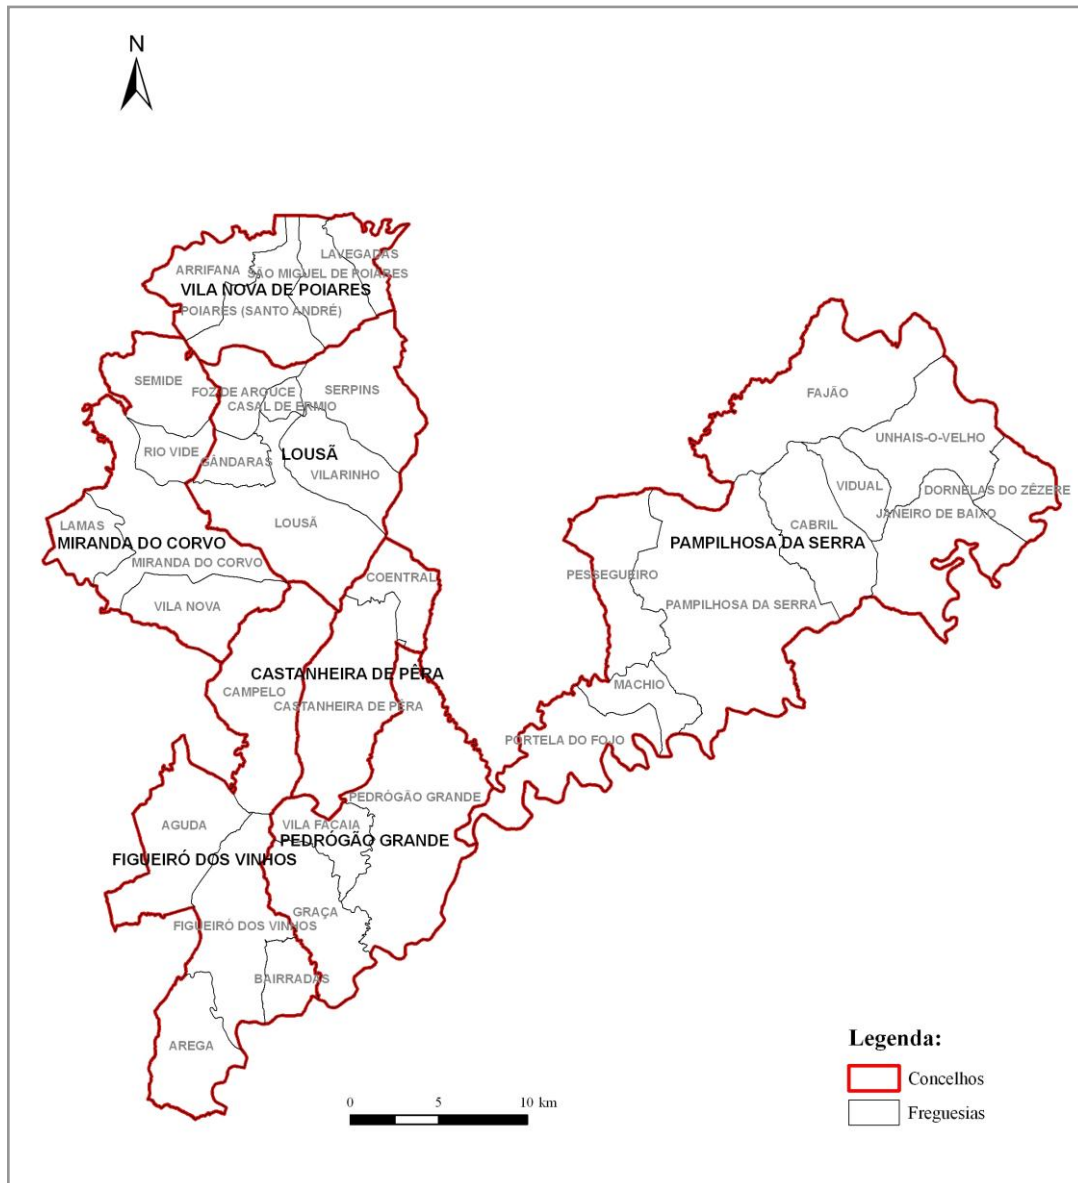 N
LAVEGADAS
ARRIFANA
SÃO MIGUEL DE POIARES
VILA NOVA DE POIARES
POIARES (SANTO ANDRÉ)
SEMIDE
FOZ DE AROUCE
SERPINS
CASAL DE ERMIO
FAJÃO
RIO VIDE
GÂNDARAS
LOUSÃ
VILARINHO
UNHAIS-O-VELHO
VIDUAL
DORNELAS DO ZÊZERE
JANEIRO DE BAIXO
LAMAS
LOUSÃ
CABRIL
MIRANDA DO CORVO
PAMPILHOSA DA SERRA
MIRANDA DO CORVO
COENTRAL
PESSEGUEIRO
VILA NOVA
PAMPILHOSA DA SERRA
CASTANHEIRA DE PÊRA
CAMPELO
MACHIO
CASTANHEIRA DE PÊRA
PORTELA DO FOJO
PEDRÓGÃO GRANDE
AGUDA
VILA FACAIA
PEDRÓGÃO GRANDE
FIGUEIRÓ DOS VINHOS
GRAÇA
FIGUEIRÓ DOS VINHOS
BAIRRADAS
AREGA
Legenda:
Concelhos
Freguesias
0 5 10 km